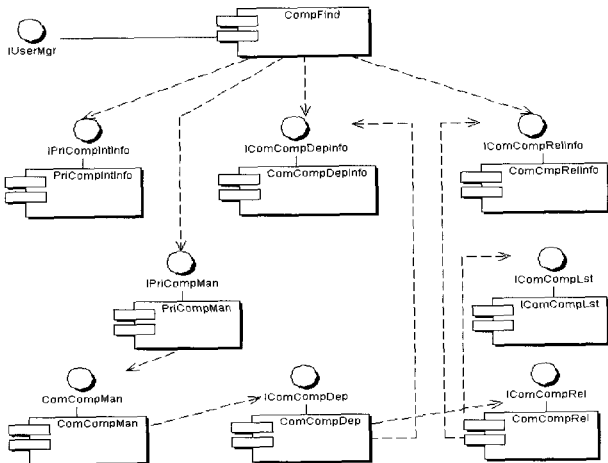 CompFind
IUserMgr
IPriCompIntInfo
PriCompIntInfo
IComCompDepInfo
ComCompDepInfo
IComCompRelInfo
ComCmpRelInfo
IPriCompMan
PriCompMan
IComCompLst
IComCompLst
ComCompMan
ComCompMan
IComCompDep
ComCompDep
IComCompRel
ComCompRel